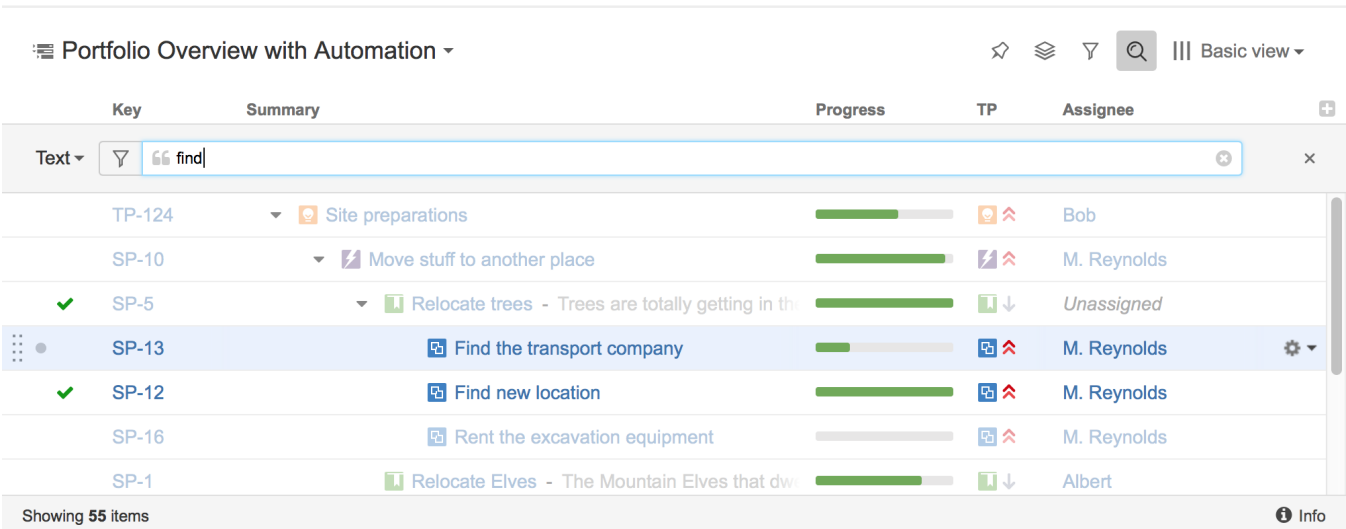 Portfolio Overview with Automation Basic view
Key Summary Progress TP Assignee
Text find
TP-124 Site preparations Bob
SP-10 Move stuff to another place M. Reynolds
SP-5 Relocate trees - Trees are totally getting in Unassigned
SP-13 Find the transport company M. Reynolds
SP-12 Find new location M. Reynolds
SP-16 Rent the excavation equipment M. Reynolds
SP-1 Relocate Elves - The Mountain Elves that Albert
Showing 55 items Info